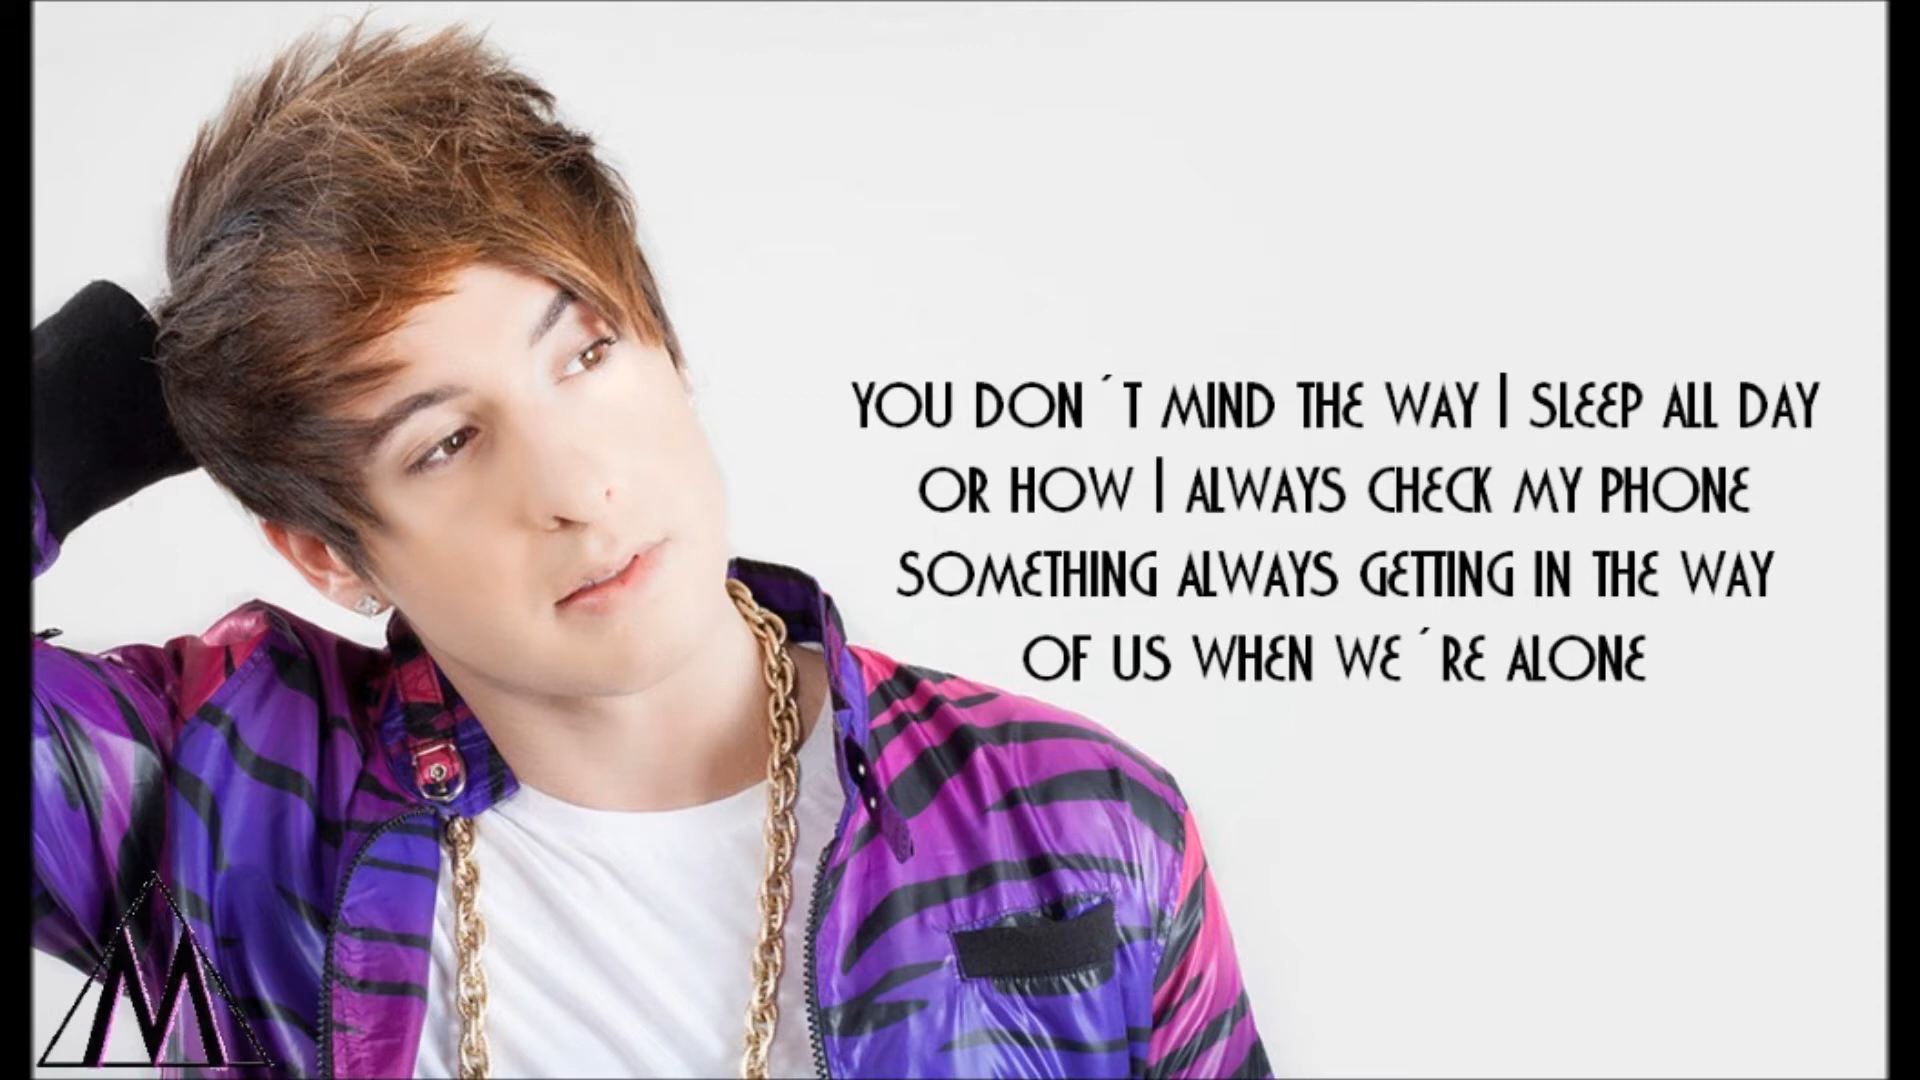 YOU DON´T MIND THE WAY I SLEEP ALL DAY
OR HOW I ALWAYS CHECK MY PHONE
SOMETHING ALWAYS GETTING IN THE WAY
OF US WHEN WE´RE ALONE
M